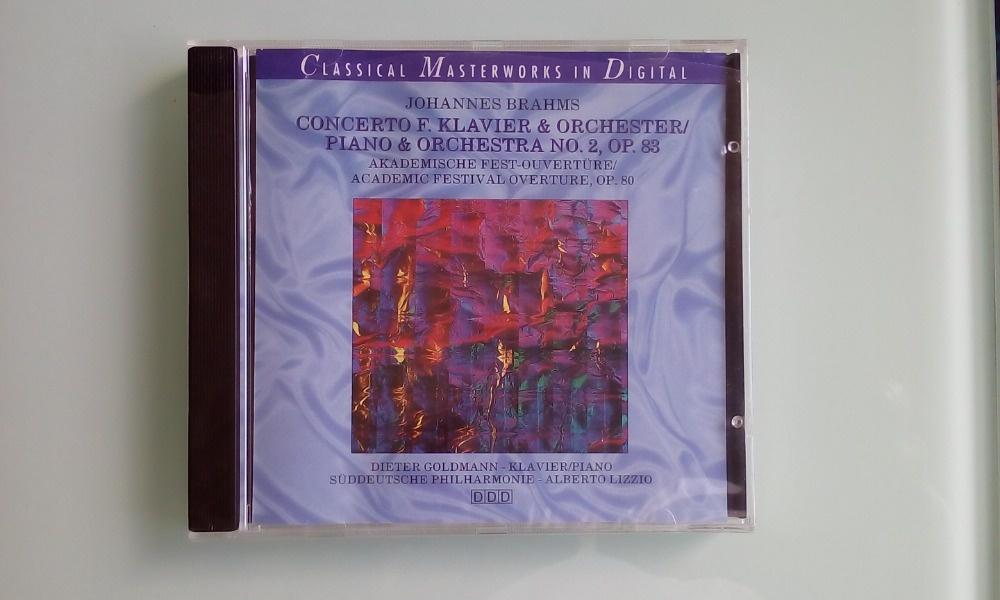 CLASSICAL MASTERWORKS IN DIGITAL
JOHANNES BRAHMS
CONCERTO F. KLAVIER & ORCHESTER/
PIANO & ORCHESTRA NO. 2, OP. 83
AKADEMISCHE FEST-OUVERTÜRE/
ACADEMIC FESTIVAL OVERTURE, OP. 80
DIETER GOLDMANN - KLAVIER/PIANO
SÜDDEUTSCHE PHILHARMONIE - ALBERTO LIZZIO
DDD